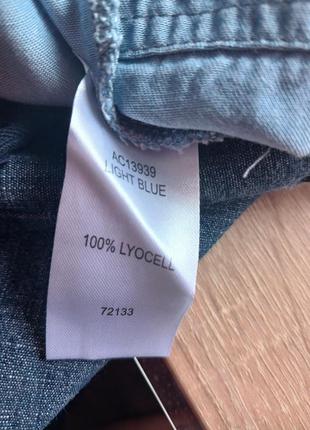 AC13939
LIGHT BLUE
100% LYOCELL
72133